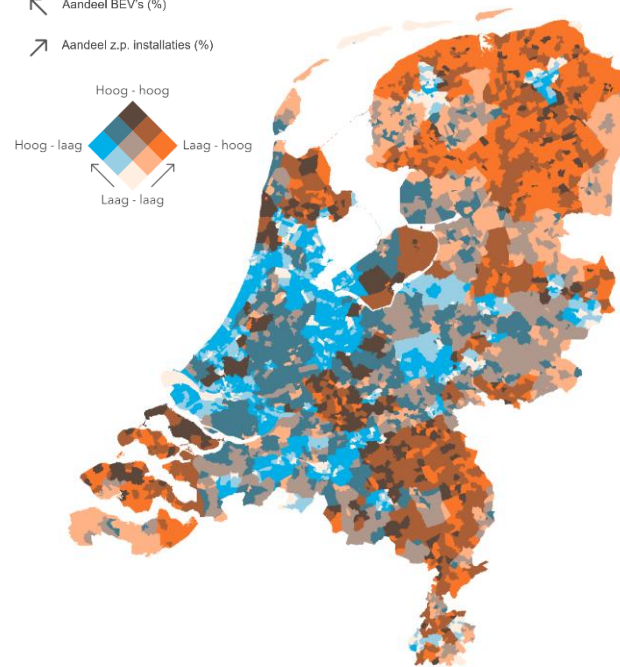 Aandeel BEV's (%)
Aandeel z.p. installaties (%)
Hoog - hoog
Hoog - laag
Laag - hoog
Laag - laag